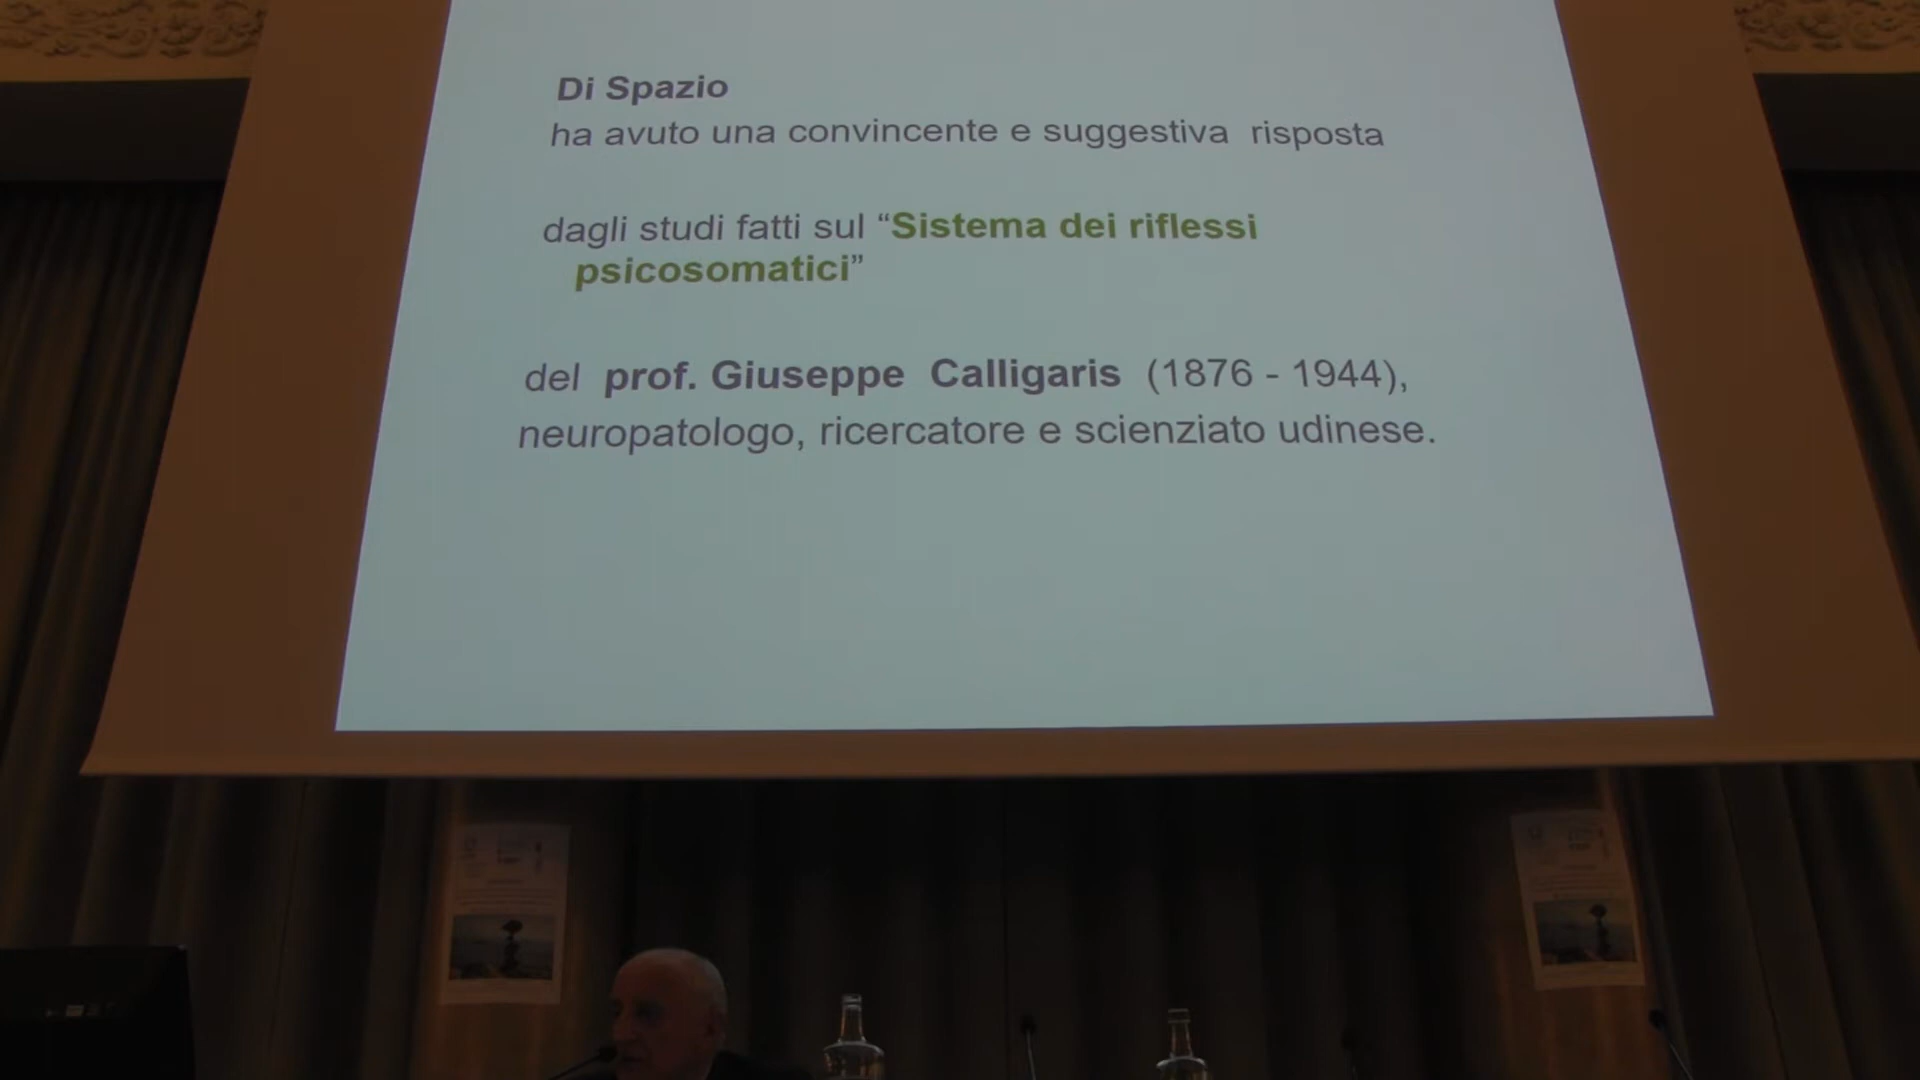 Di Spazio
ha avuto una convincente e suggestiva risposta
dagli studi fatti sul “Sistema dei riflessi
psicosomatici”
del prof. Giuseppe Calligaris (1876 - 1944),
neuropatologo, ricercatore e scienziato udinese.